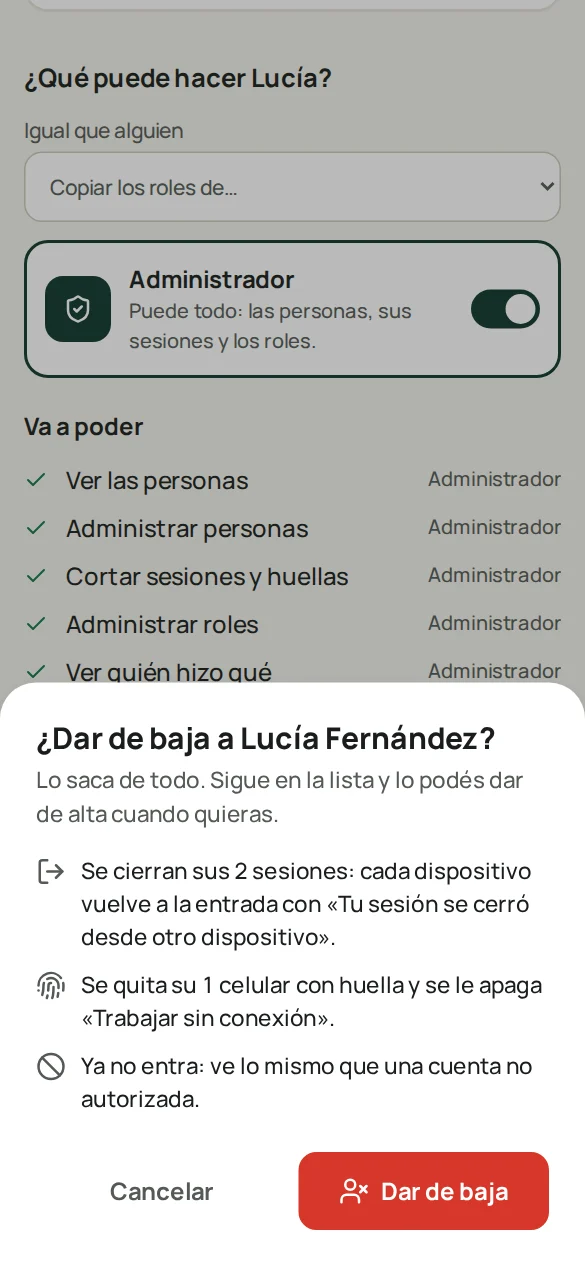 ¿Qué puede hacer Lucía?
Igual que alguien
Copiar los roles de...
Administrador
Puede todo: las personas, sus
sesiones y los roles.
Va a poder
Ver las personas Administrador
Administrar personas Administrador
Cortar sesiones y huellas Administrador
Administrar roles Administrador
Ver quién hizo qué Administrador
¿Dar de baja a Lucía Fernández?
Lo saca de todo. Sigue en la lista y lo podés dar
de alta cuando quieras.
Se cierran sus 2 sesiones: cada dispositivo
vuelve a la entrada con «Tu sesión se cerró
desde otro dispositivo».
Se quita su 1 celular con huella y se le apaga
«Trabajar sin conexión».
Ya no entra: ve lo mismo que una cuenta no
autorizada.
Cancelar Dar de baja